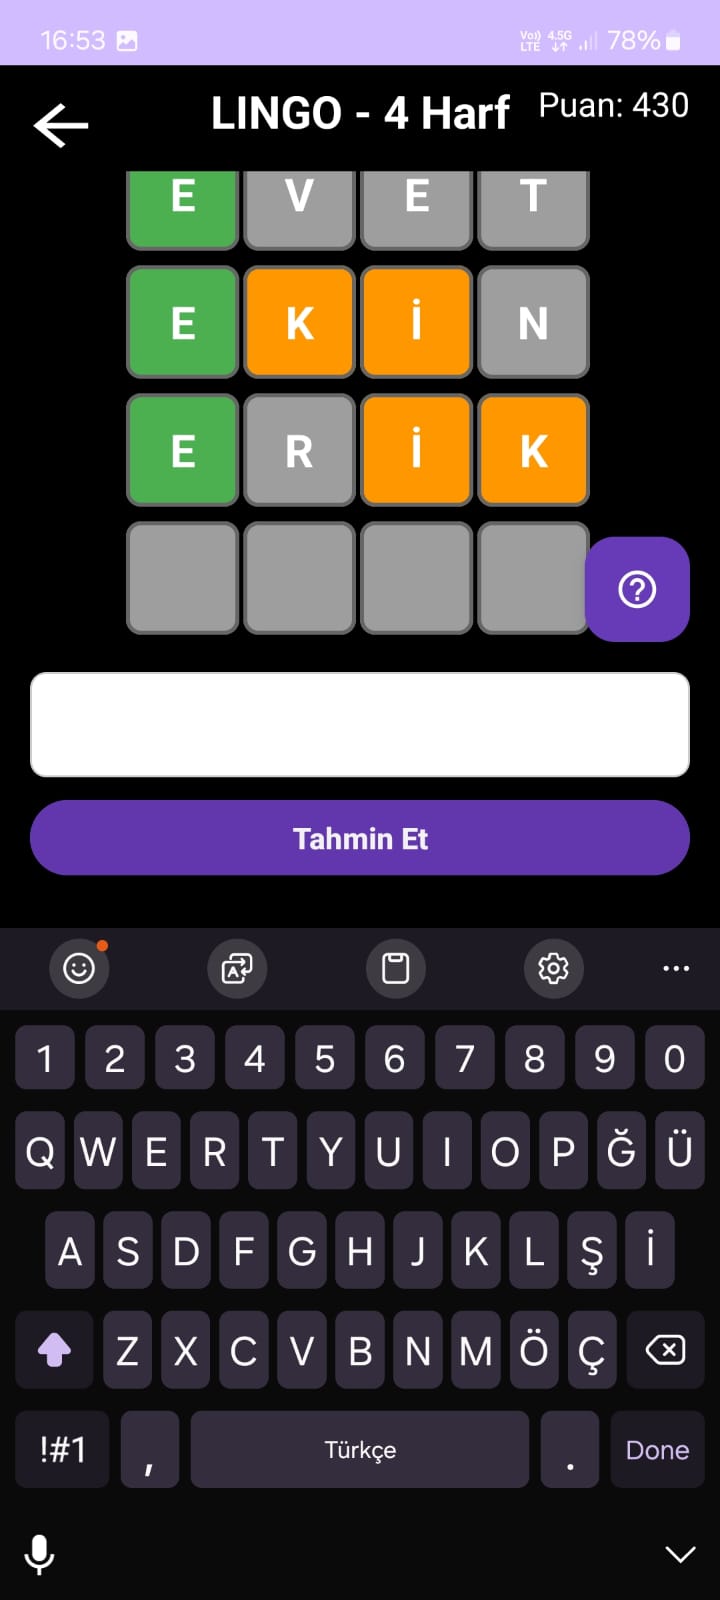 16:53 Vo)) LTE 4.5G 78%
LINGO - 4 Harf Puan: 430
E V E T
E K İ N
E R İ K
?
Tahmin Et
1 2 3 4 5 6 7 8 9 0
Q W E R T Y U I O P Ğ Ü
A S D F G H J K L Ş İ
Z X C V B N M Ö Ç
!#1 , Türkçe . Done